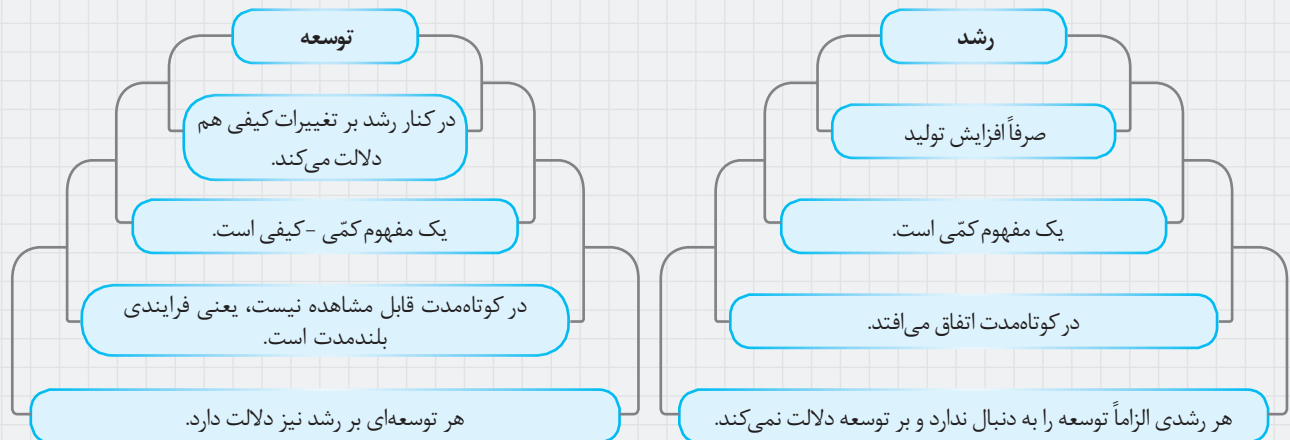 رشد
صرفاً افزایش تولید
یک مفهوم کمّی است.
در کوتاه‌مدت اتفاق می‌افتد.
هر رشدی الزاماً توسعه را به دنبال ندارد و بر توسعه دلالت نمی‌کند.
توسعه
در کنار رشد بر تغییرات کیفی هم
دلالت می‌کند.
یک مفهوم کمّی - کیفی است.
در کوتاه‌مدت قابل مشاهده نیست، یعنی فرایندی
بلندمدت است.
هر توسعه‌ای بر رشد نیز دلالت دارد.